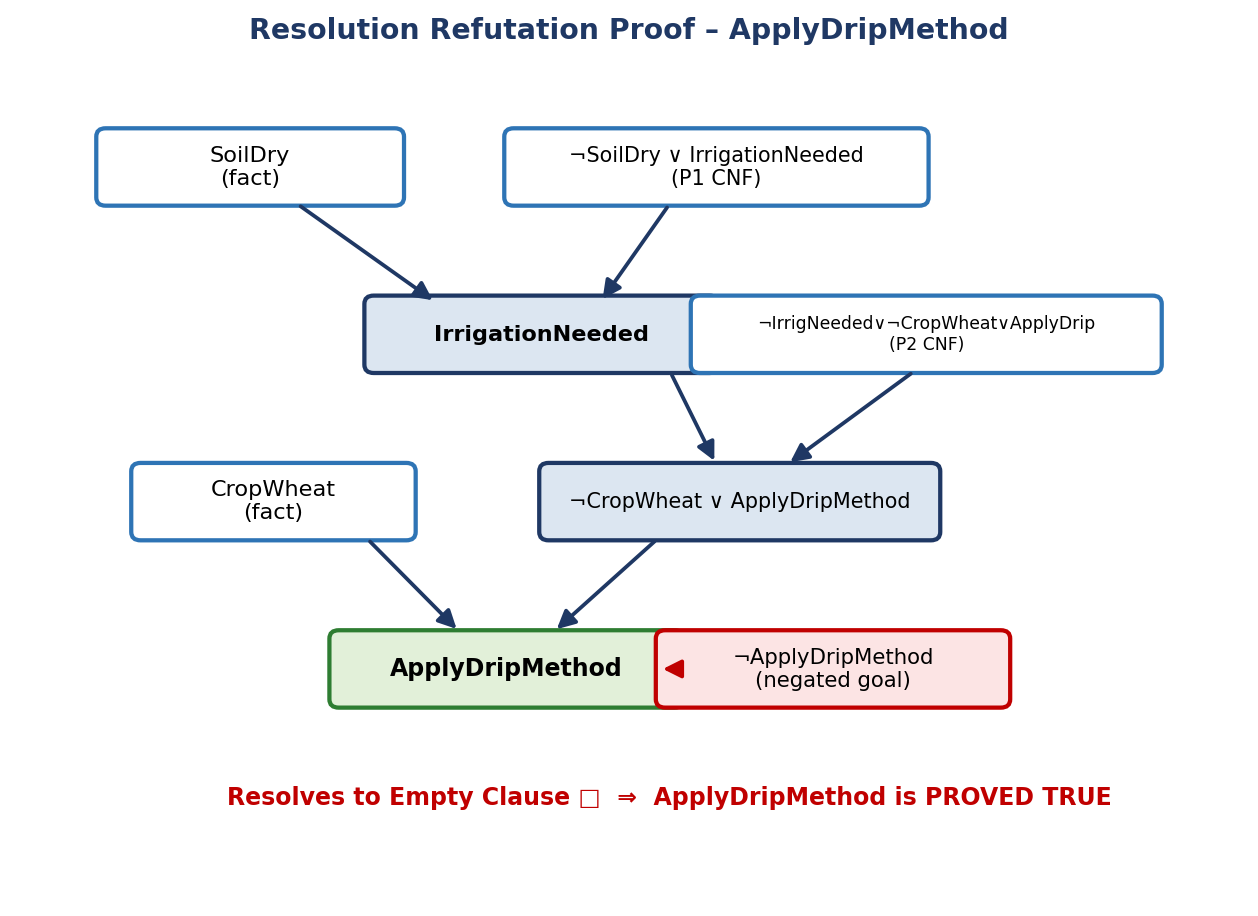 Resolution Refutation Proof – ApplyDripMethod
SoilDry
(fact)
¬SoilDry ∨ IrrigationNeeded
(P1 CNF)
IrrigationNeeded
¬IrrigNeeded∨¬CropWheat∨ApplyDrip
(P2 CNF)
CropWheat
(fact)
¬CropWheat ∨ ApplyDripMethod
ApplyDripMethod
¬ApplyDripMethod
(negated goal)
Resolves to Empty Clause □ ⇒ ApplyDripMethod is PROVED TRUE